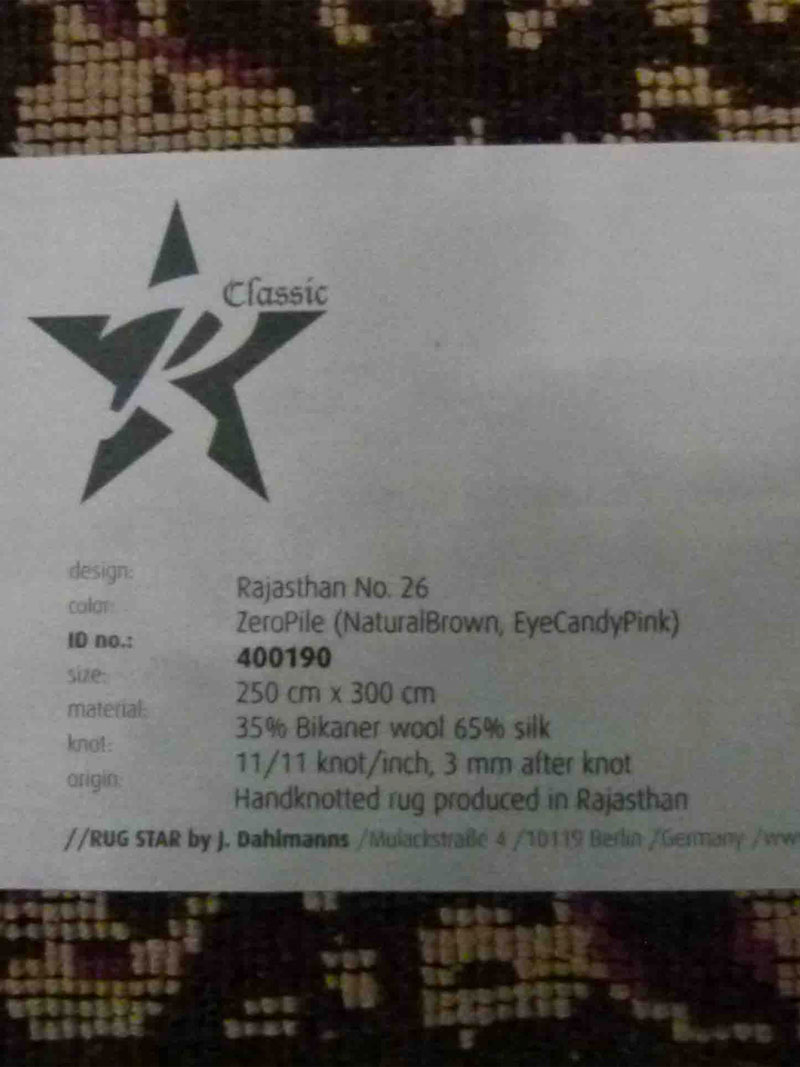 Classic
design: Rajasthan No. 26
color: ZeroPile (NaturalBrown, EyeCandyPink)
ID no.: 400190
size: 250 cm x 300 cm
material: 35% Bikaner wool 65% silk
knot: 11/11 knot/inch, 3 mm after knot
origin: Handknotted rug produced in Rajasthan
//RUG STAR by J. Dahlmanns /Mulackstraße 4 /10119 Berlin /Germany /ww